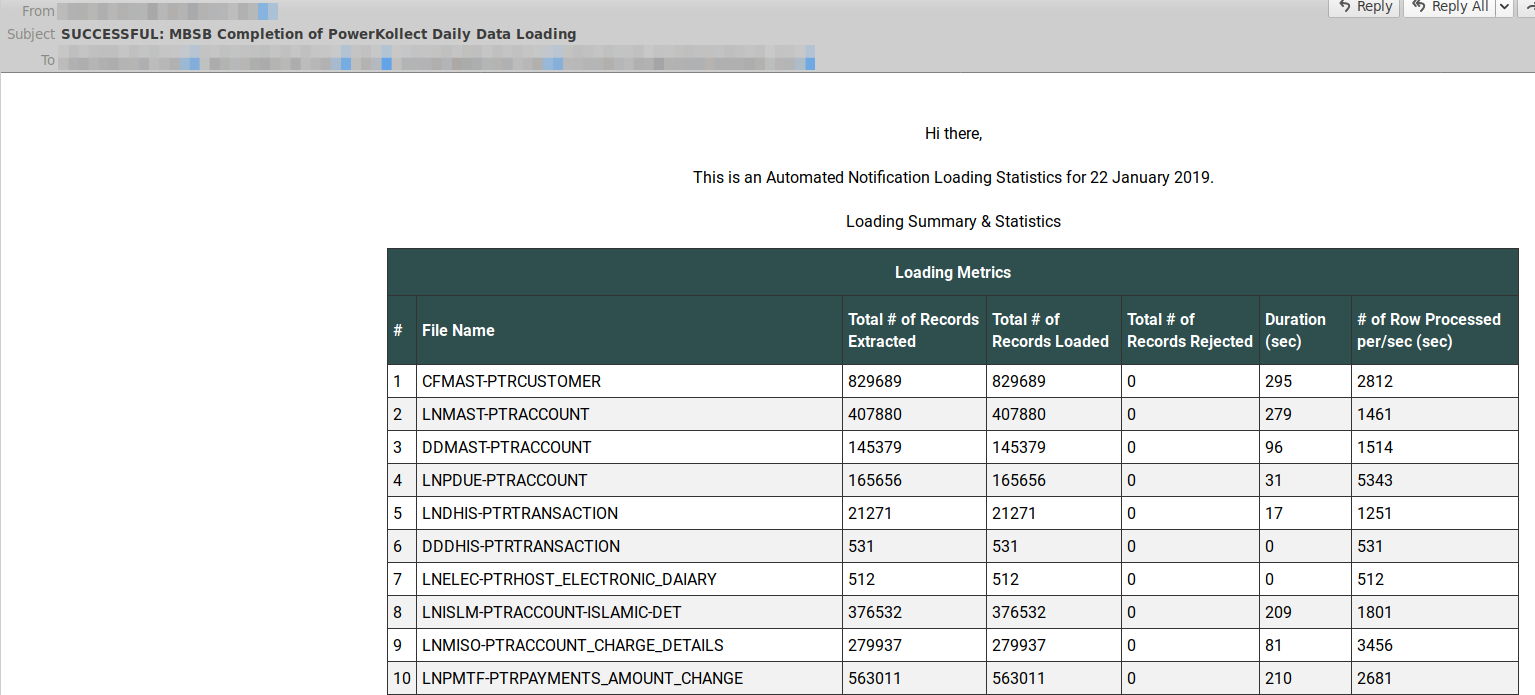 From
Reply
Reply All
Subject SUCCESSFUL: MBSB Completion of PowerKollect Daily Data Loading
To
Hi there,
This is an Automated Notification Loading Statistics for 22 January 2019.
Loading Summary & Statistics
Loading Metrics
# File Name Total # of Records Extracted Total # of Records Loaded Total # of Records Rejected Duration (sec) # of Row Processed per/sec (sec)
1 CFMAST-PTRCUSTOMER 829689 829689 0 295 2812
2 LNMAST-PTRACCOUNT 407880 407880 0 279 1461
3 DDMAST-PTRACCOUNT 145379 145379 0 96 1514
4 LNPDUE-PTRACCOUNT 165656 165656 0 31 5343
5 LNDHIS-PTRTRANSACTION 21271 21271 0 17 1251
6 DDDHIS-PTRTRANSACTION 531 531 0 0 531
7 LNELEC-PTRHOST_ELECTRONIC_DAIARY 512 512 0 0 512
8 LNISLM-PTRACCOUNT-ISLAMIC-DET 376532 376532 0 209 1801
9 LNMISO-PTRACCOUNT_CHARGE_DETAILS 279937 279937 0 81 3456
10 LNPMTF-PTRPAYMENTS_AMOUNT_CHANGE 563011 563011 0 210 2681